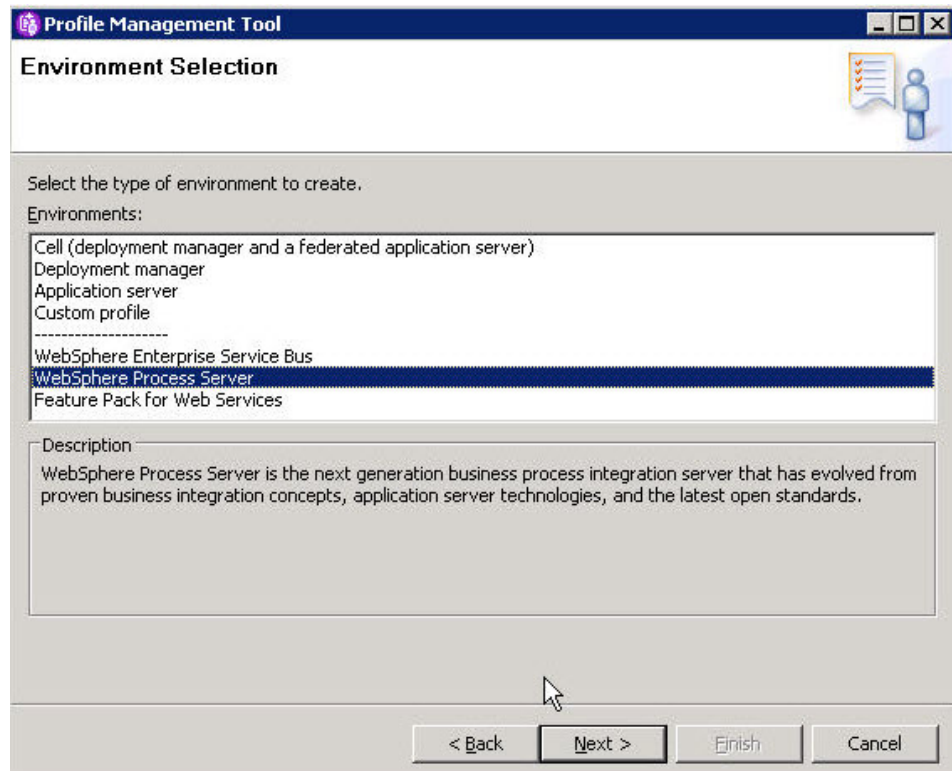 Profile Management Tool
Environment Selection
Select the type of environment to create.
Environments:
Cell (deployment manager and a federated application server)
Deployment manager
Application server
Custom profile
--------------------
WebSphere Enterprise Service Bus
WebSphere Process Server
Feature Pack for Web Services
Description
WebSphere Process Server is the next generation business process integration server that has evolved from
proven business integration concepts, application server technologies, and the latest open standards.
< Back
Next >
Finish
Cancel